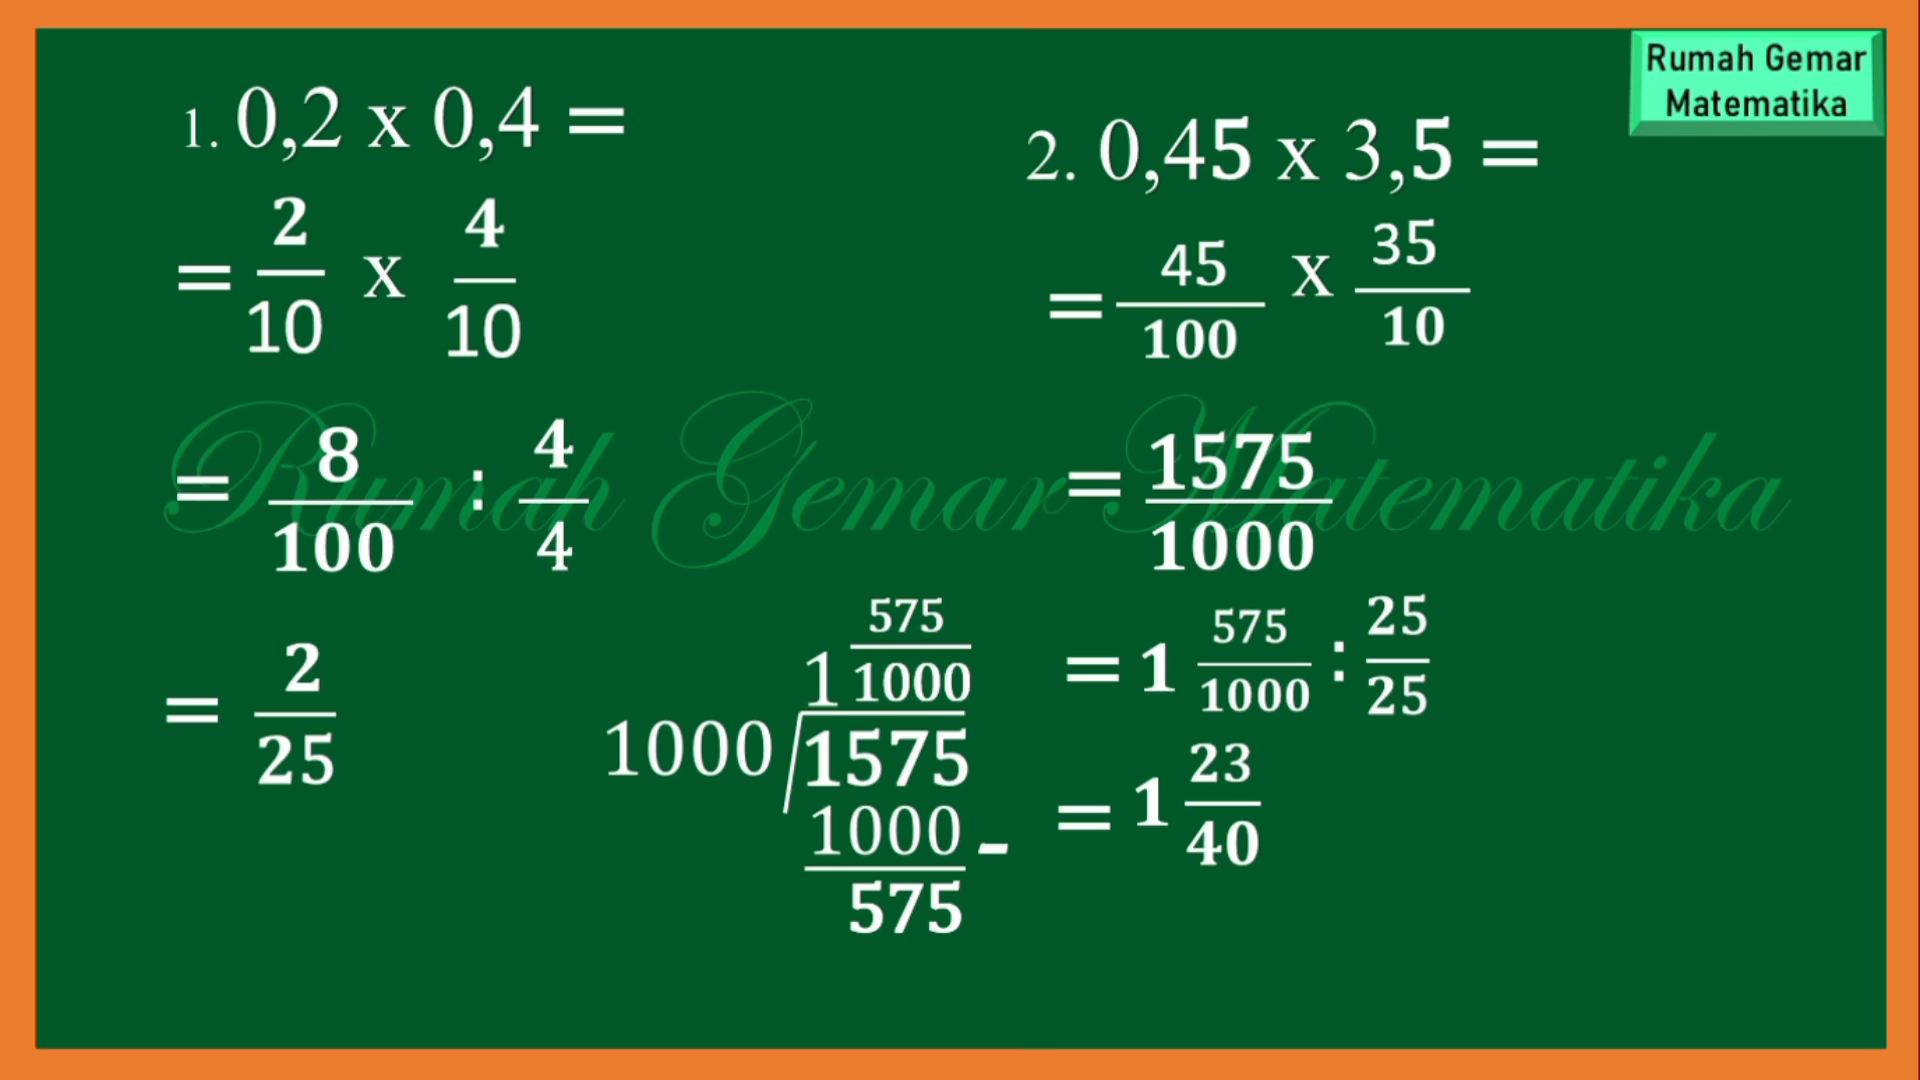 Rumah Gemar
Matematika
1. 0,2 x 0,4 =
= 2/10 x 4/10
= 8/100 : 4/4
= 2/25
2. 0,45 x 3,5 =
= 45/100 x 35/10
= 1575/1000
= 1 575/1000 : 25/25
= 1 23/40
1 575/1000
1000 1575
1000 -
575
Rumah Gemar Matematika